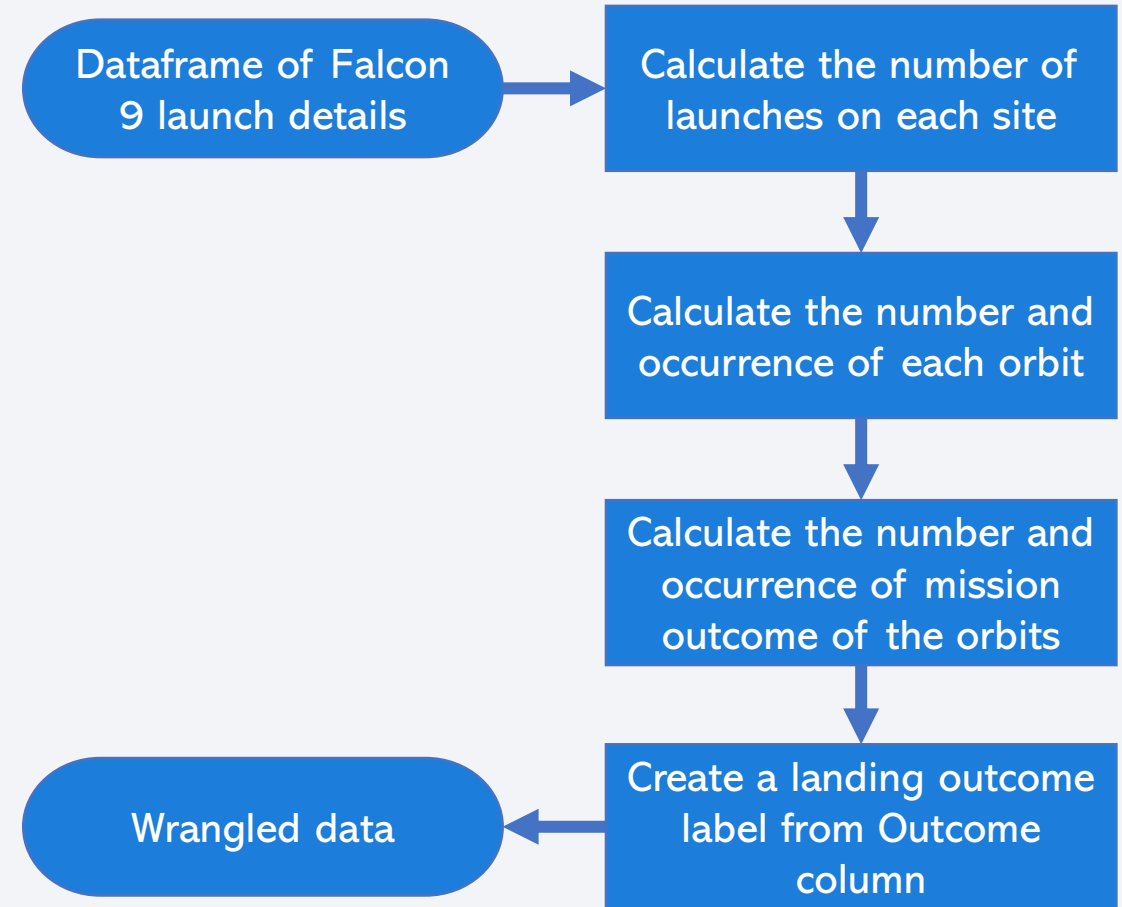 Dataframe of Falcon
9 launch details
Calculate the number of
launches on each site
Calculate the number and
occurrence of each orbit
Calculate the number and
occurrence of mission
outcome of the orbits
Create a landing outcome
label from Outcome
column
Wrangled data